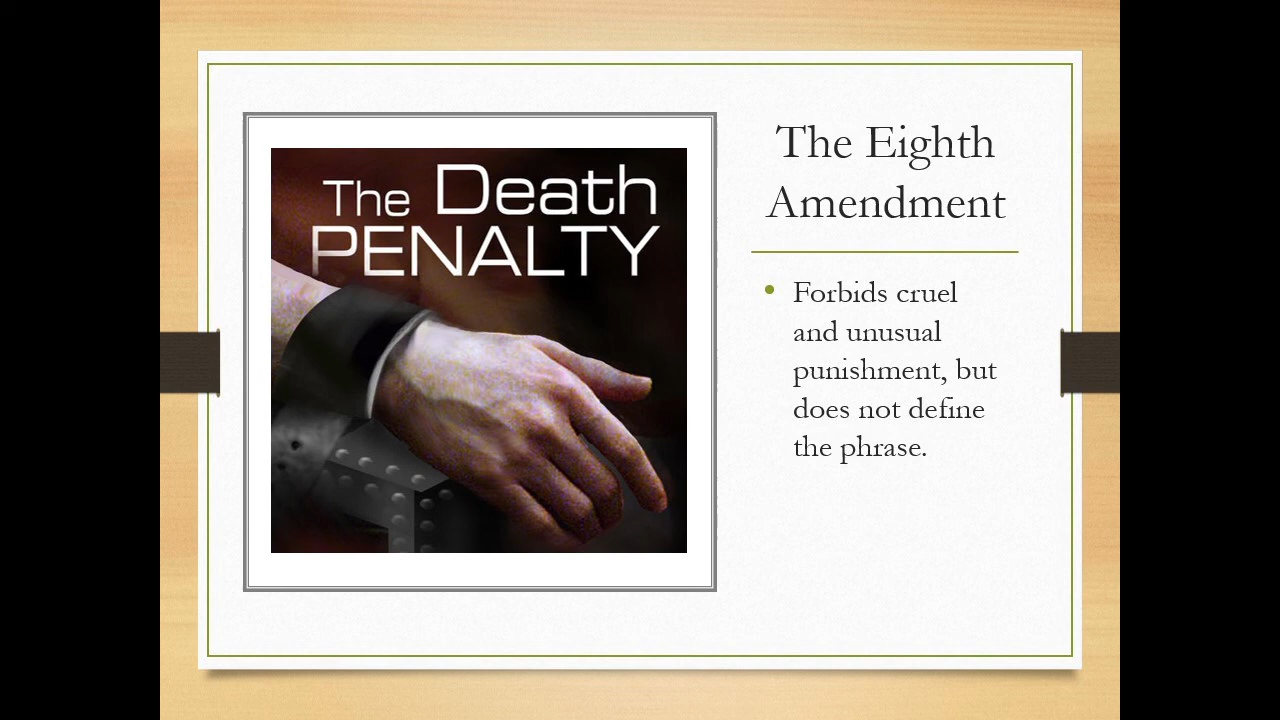 The Death
PENALTY
The Eighth
Amendment
• Forbids cruel
and unusual
punishment, but
does not define
the phrase.